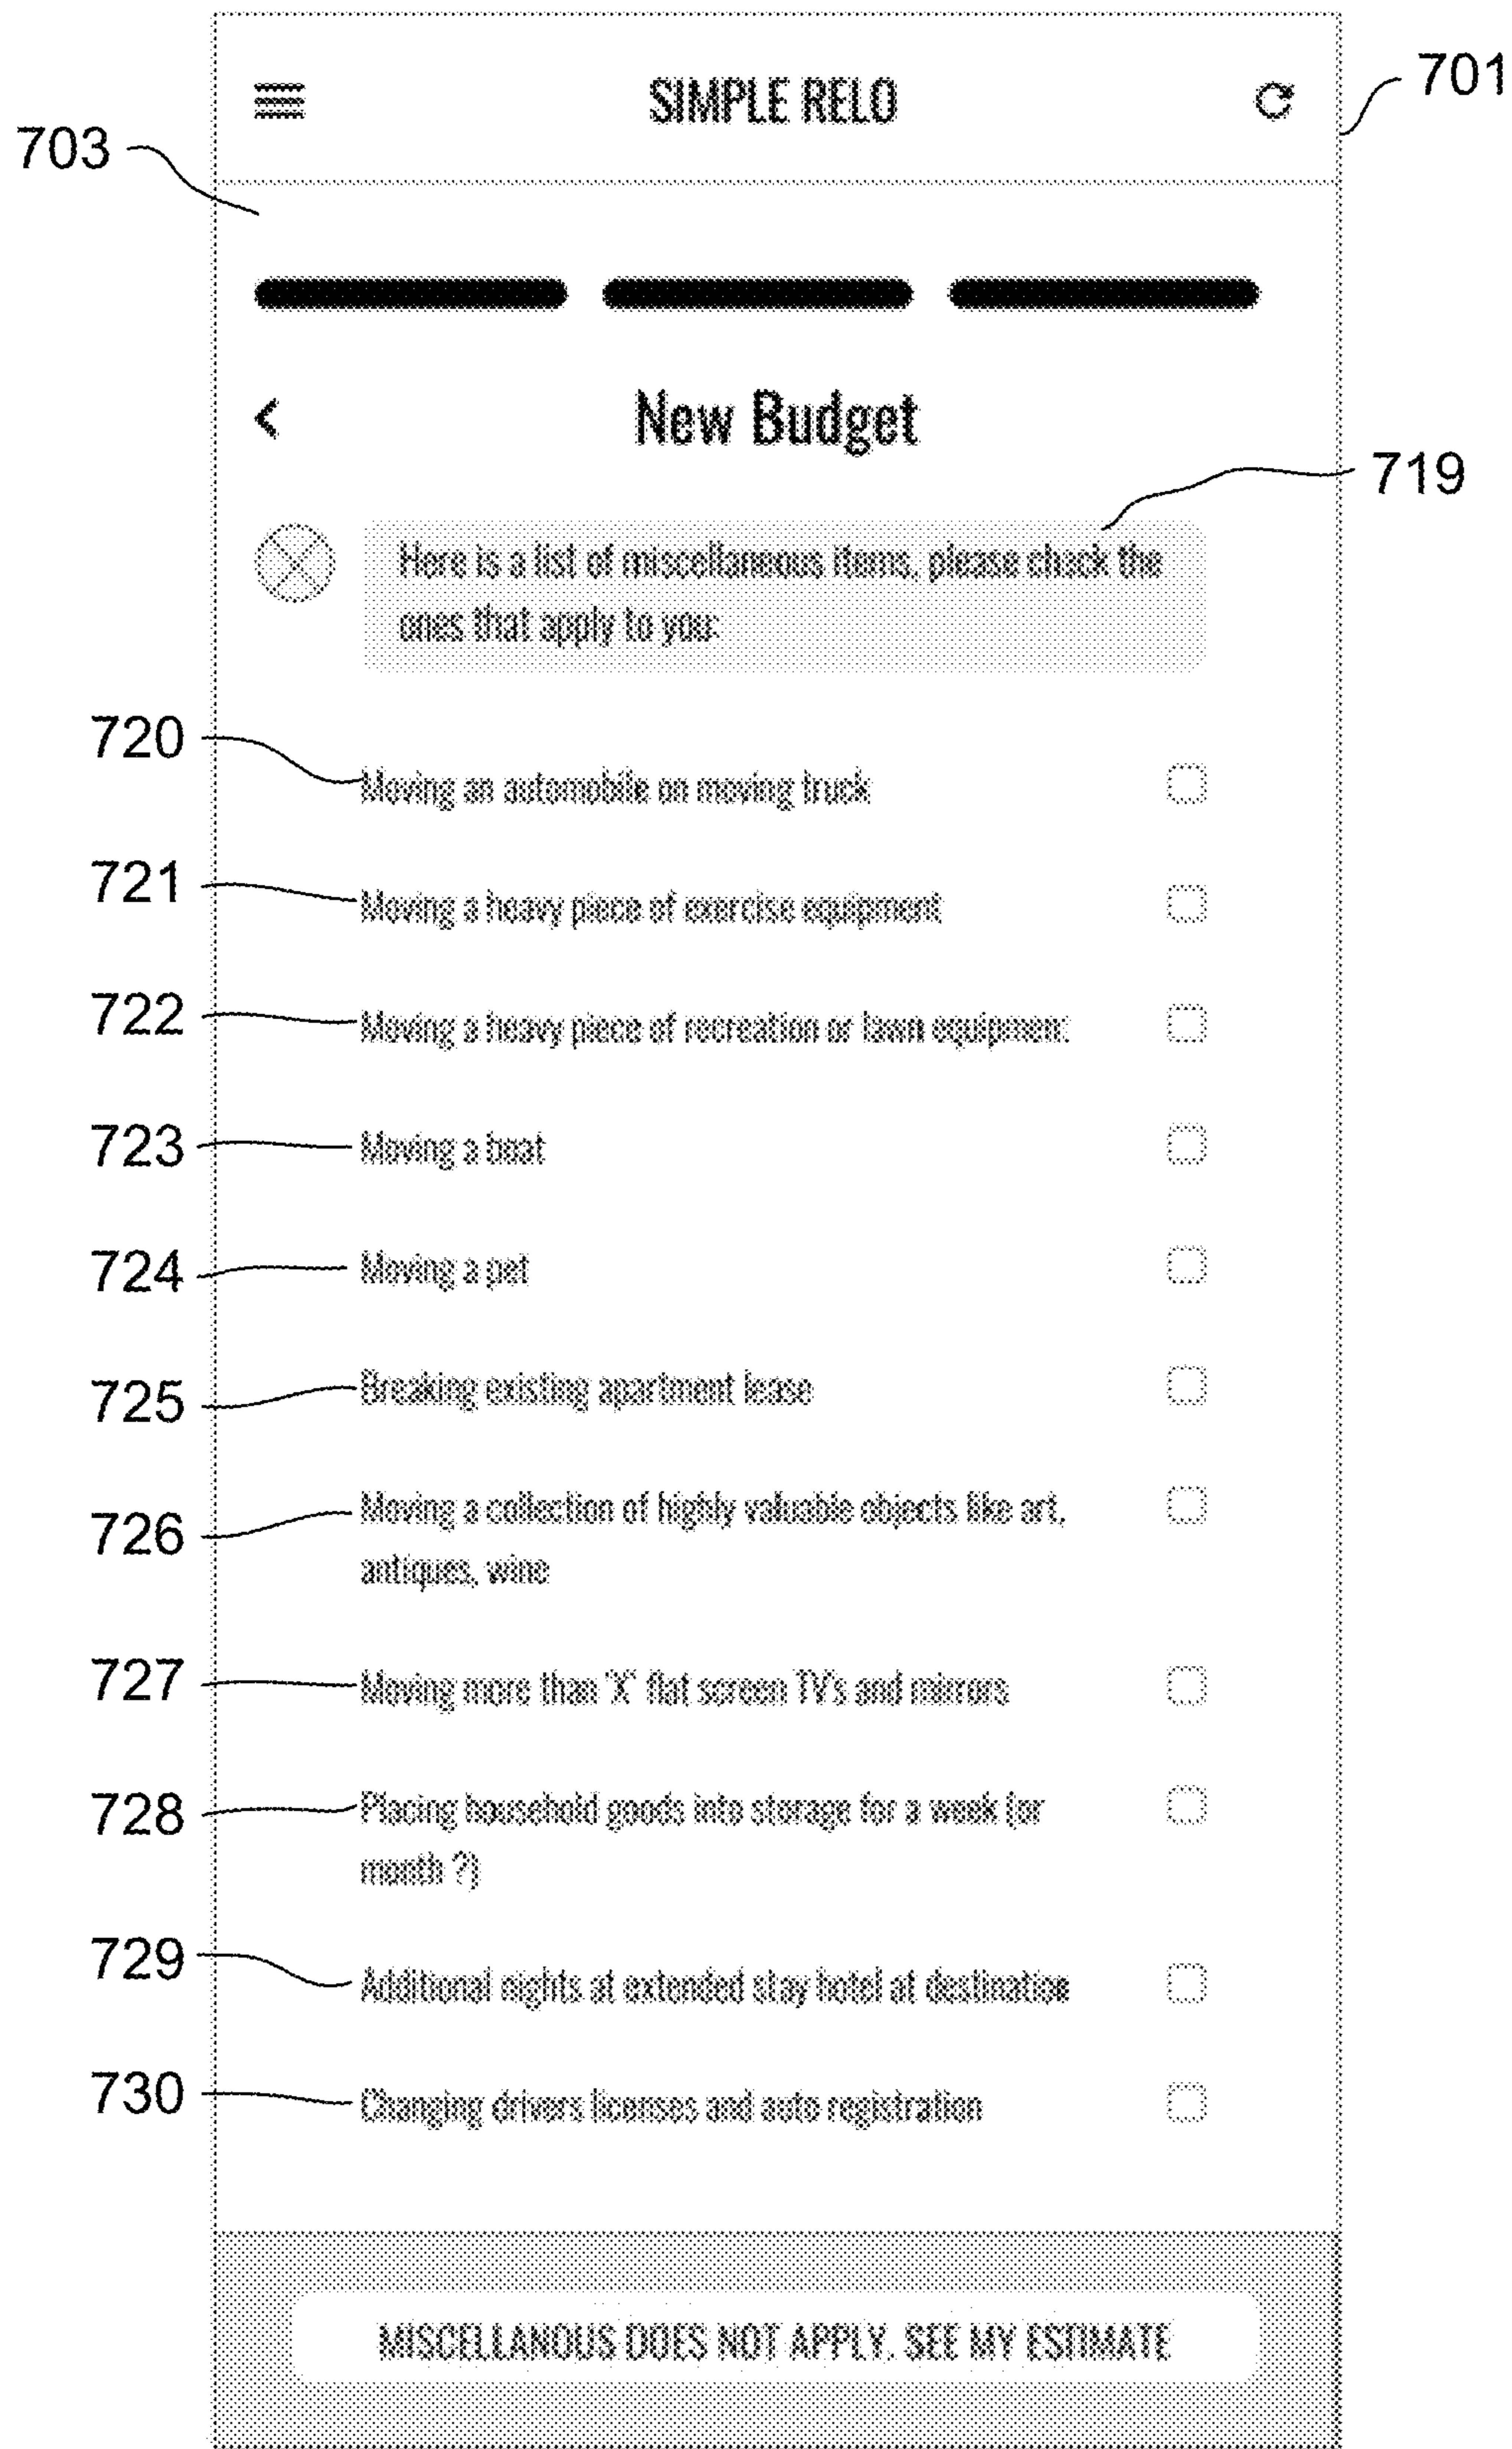 SIMPLE RELO
701
703
New Budget
719
Here is a list of miscellaneous items, please check the
ones that apply to you:
720
Moving an automobile on moving truck
721
Moving a heavy piece of exercise equipment
722
Moving a heavy piece of recreation or lawn equipment
723
Moving a boat
724
Moving a pet
725
Breaking existing apartment lease
726
Moving a collection of highly valuable objects like art,
antiques, wine
727
Moving more than 'X' flat screen TV's and mirrors
728
Placing household goods into storage for a week (or
month ?)
729
Additional nights at extended stay hotel at destination
730
Changing drivers licenses and auto registration
MISCELLANOUS DOES NOT APPLY. SEE MY ESTIMATE